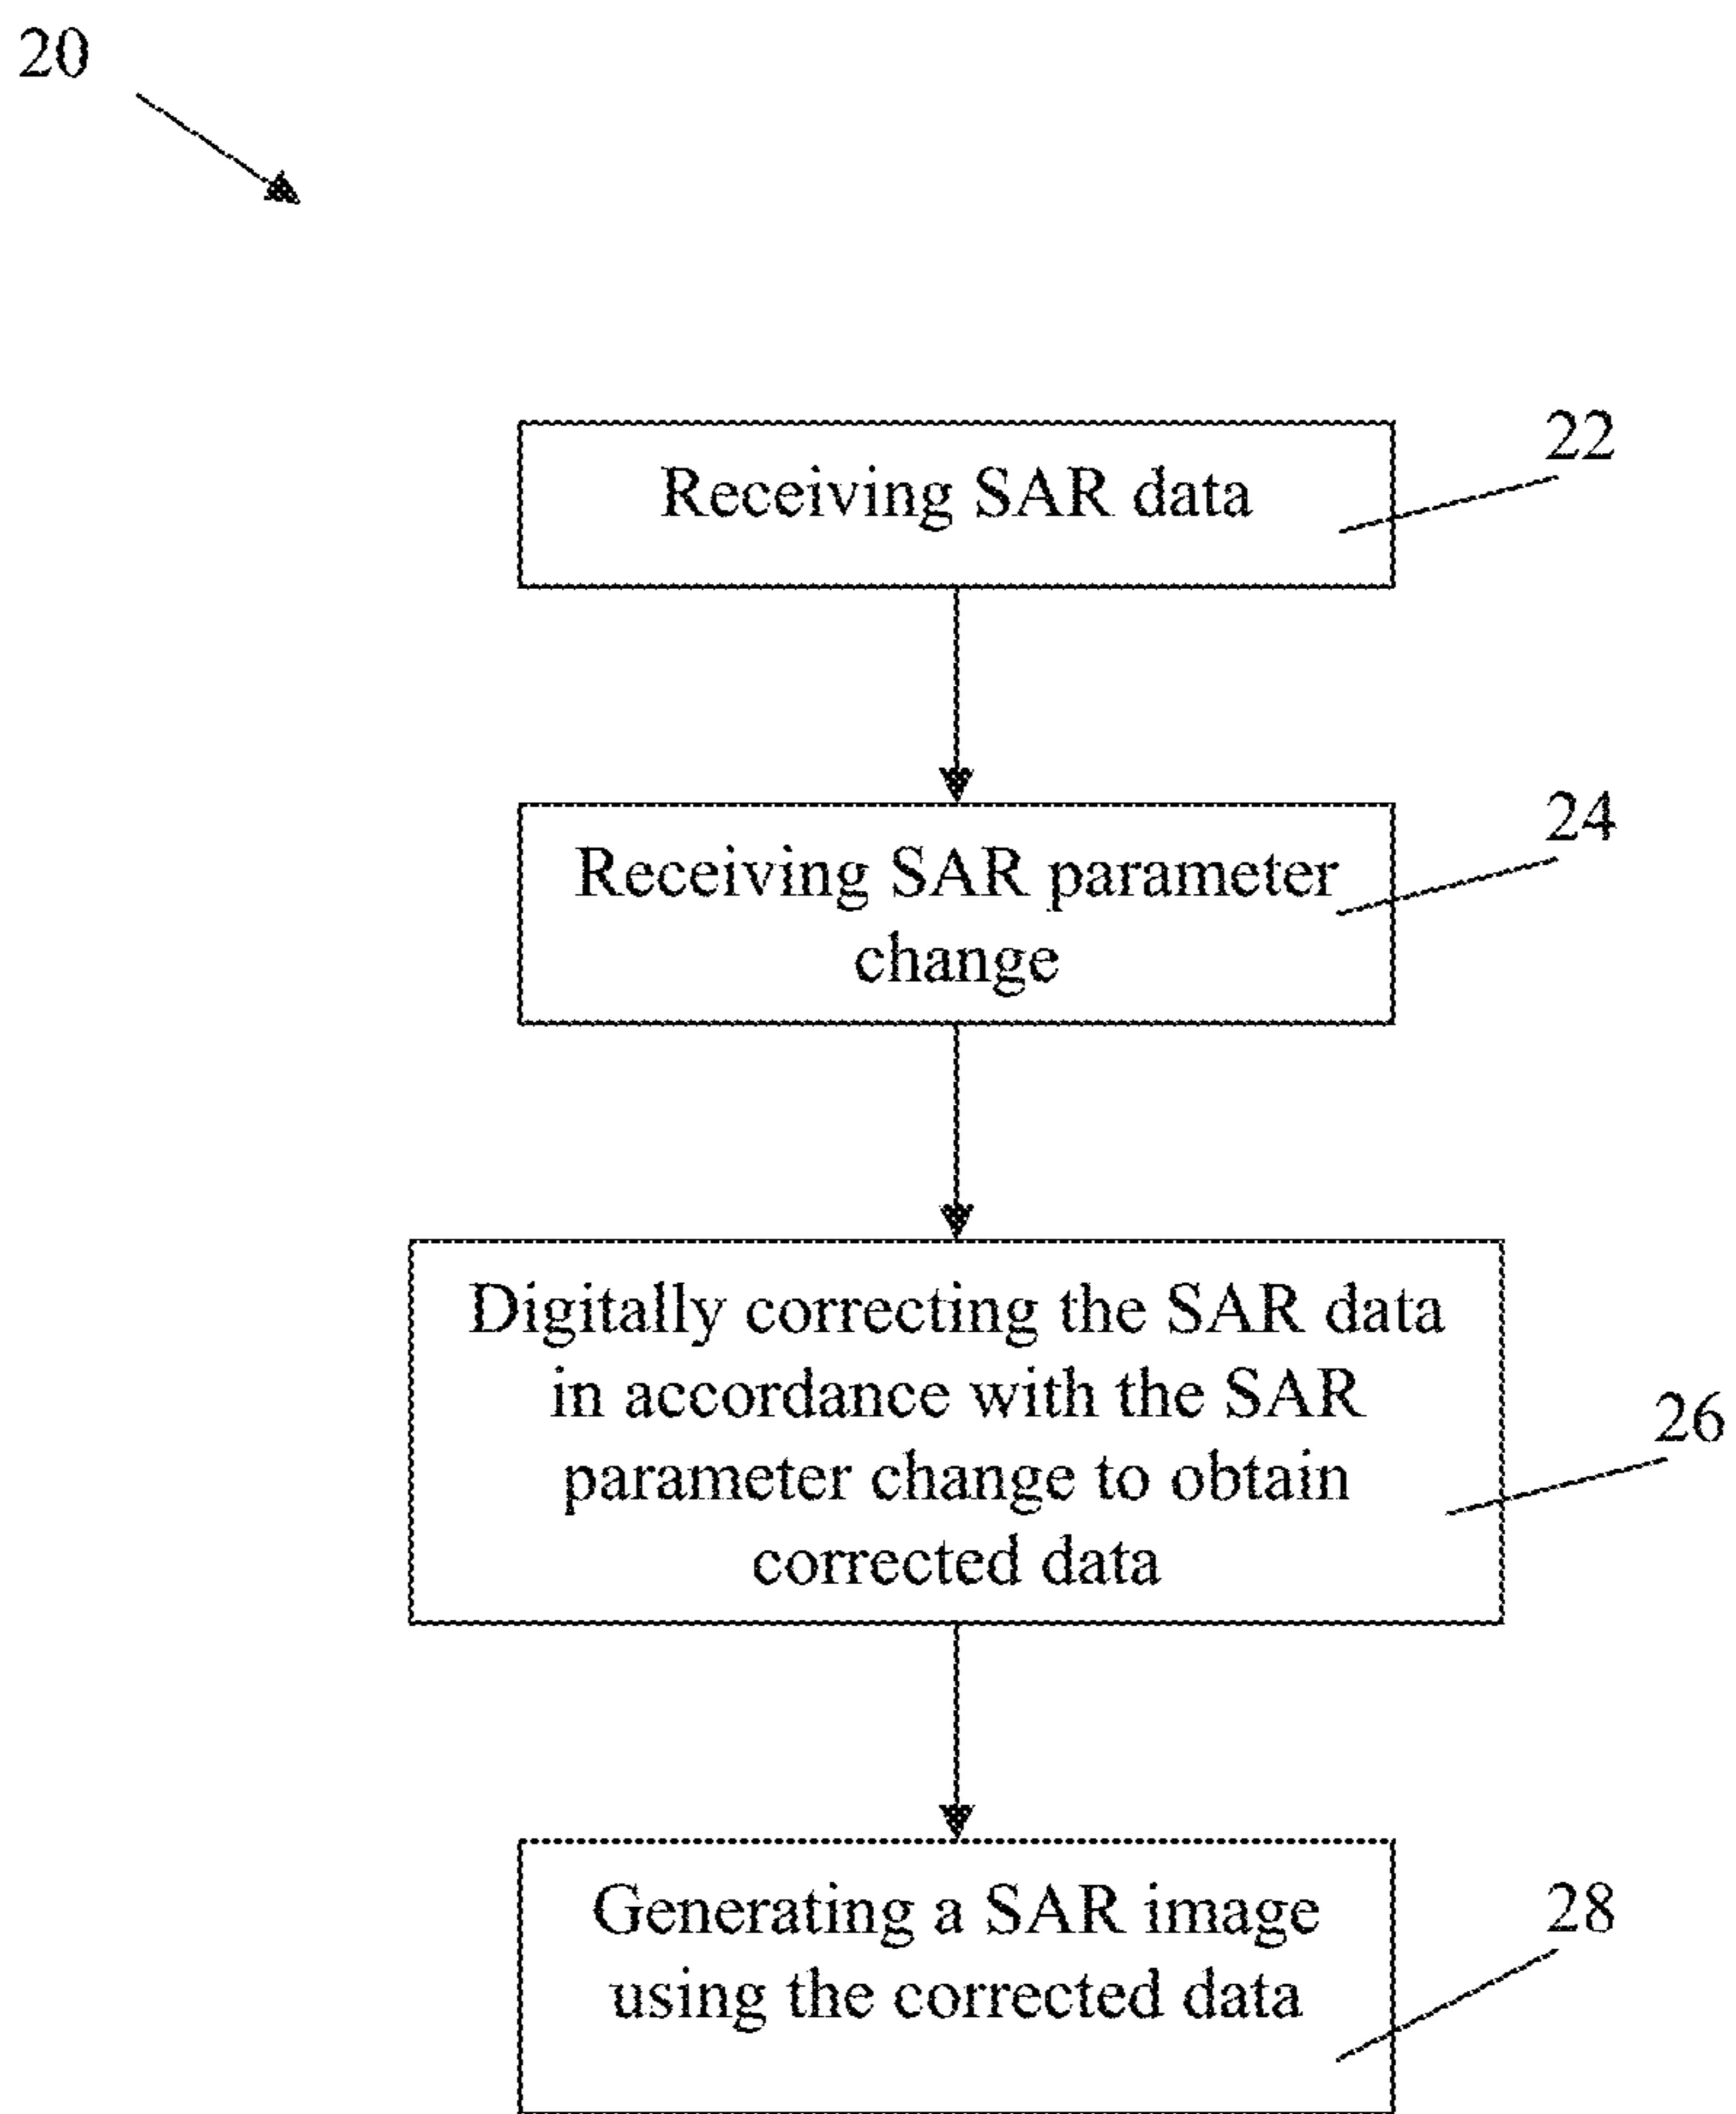 20
22
Receiving SAR data
24
Receiving SAR parameter
change
Digitally correcting the SAR data
in accordance with the SAR
26
parameter change to obtain
corrected data
Generating a SAR image
28
using the corrected data